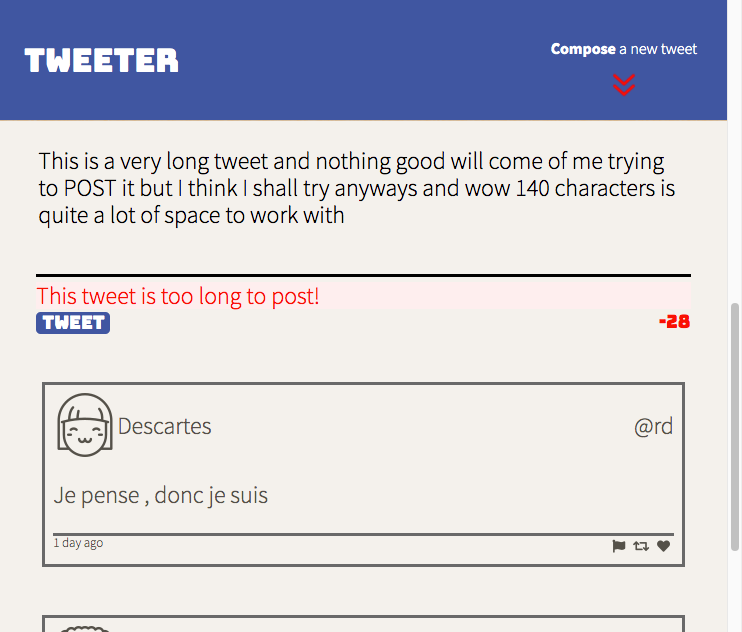 TWEETER
Compose a new tweet
This is a very long tweet and nothing good will come of me trying
to POST it but I think I shall try anyways and wow 140 characters is
quite a lot of space to work with
This tweet is too long to post!
TWEET -28
Descartes @rd
Je pense , donc je suis
1 day ago